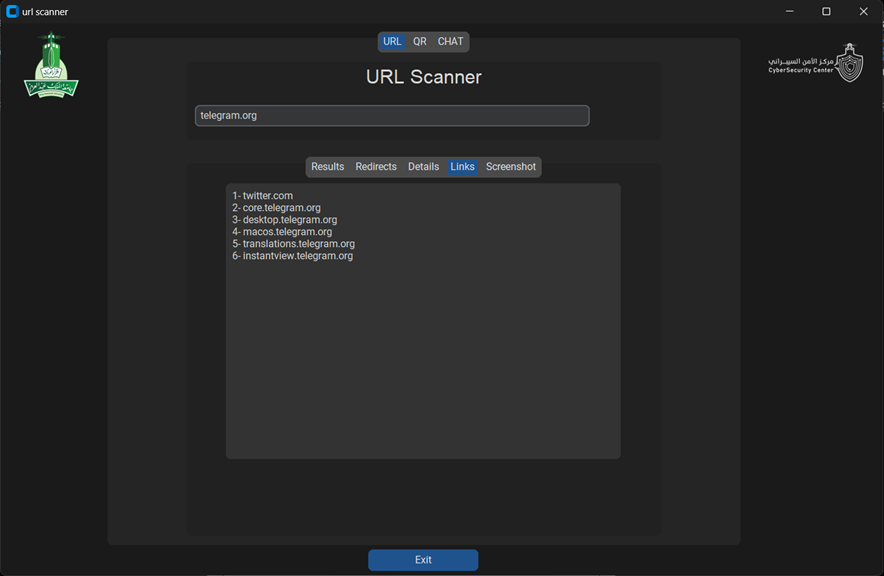 url scanner
URL QR CHAT
مركز الأمن السيبراني
CyberSecurity Center
URL Scanner
telegram.org
Results Redirects Details Links Screenshot
1- twitter.com
2- core.telegram.org
3- desktop.telegram.org
4- macos.telegram.org
5- translations.telegram.org
6- instantview.telegram.org
Exit